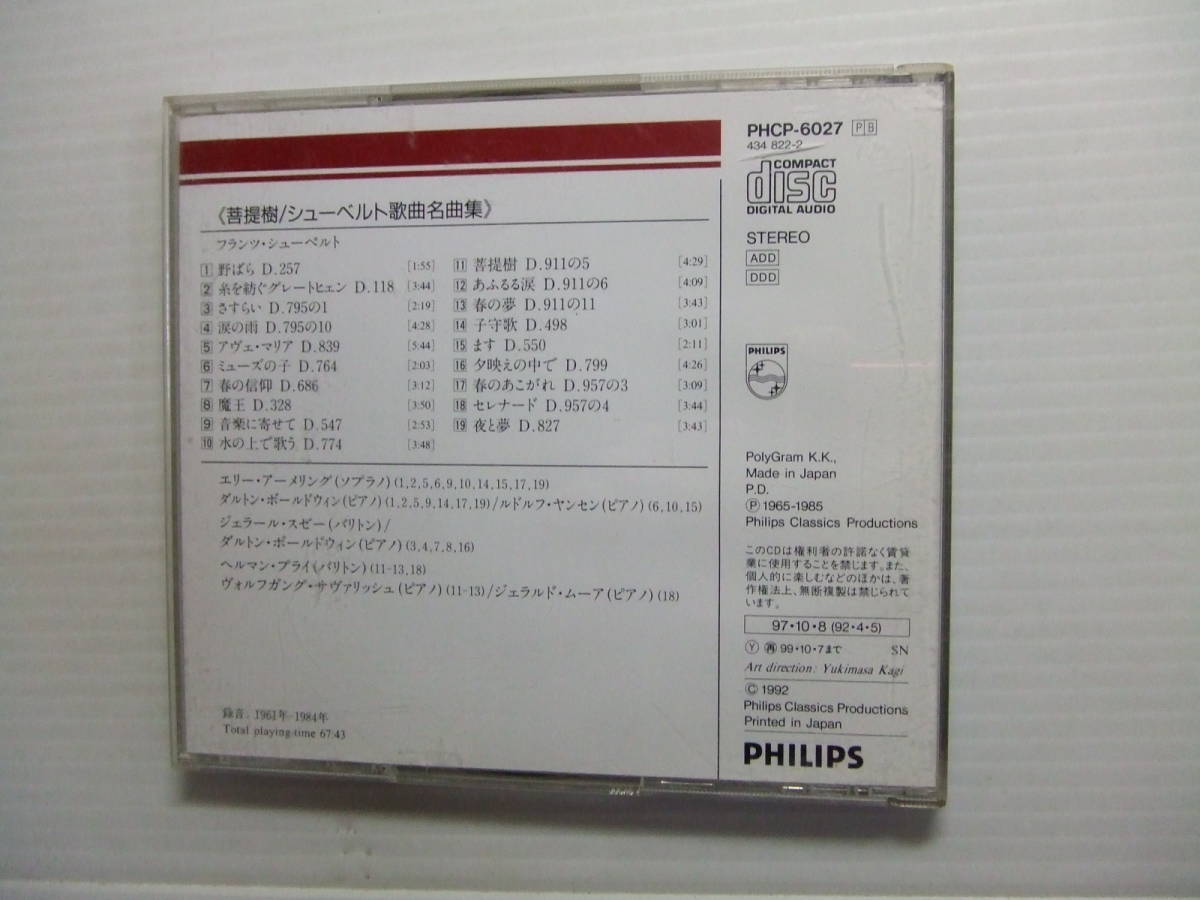 《菩提樹/シューベルト歌曲名曲集》
フランツ・シューベルト
1 野ばら D.257 [1:55]
2 糸を紡ぐグレートヒェン D.118 [3:44]
3 さすらい D.795の1 [2:19]
4 涙の雨 D.795の10 [4:28]
5 アヴェ・マリア D.839 [5:44]
6 ミューズの子 D.764 [2:03]
7 春の信仰 D.686 [3:12]
8 魔王 D.328 [3:50]
9 音楽に寄せて D.547 [2:53]
10 水の上で歌う D.774 [3:48]
11 菩提樹 D.911の5 [4:29]
12 あふるる涙 D.911の6 [4:09]
13 春の夢 D.911の11 [3:43]
14 子守歌 D.498 [3:01]
15 ます D.550 [2:11]
16 夕映えの中で D.799 [4:26]
17 春のあこがれ D.957の3 [3:09]
18 セレナード D.957の4 [3:44]
19 夜と夢 D.827 [3:43]
エリー・アーメリング(ソプラノ)(1,2,5,6,9,10,14,15,17,19)
ダルトン・ボールドウィン(ピアノ)(1,2,5,9,14,17,19)/ルドルフ・ヤンセン(ピアノ)(6,10,15)
ジェラール・スゼー(バリトン)/
ダルトン・ボールドウィン(ピアノ)(3,4,7,8,16)
ヘルマン・プライ(バリトン)(11-13,18)
ヴォルフガング・サヴァリッシュ(ピアノ)(11-13)/ジェラルド・ムーア(ピアノ)(18)
録音：1961年-1984年
Total playing time 67:43
PHCP-6027 PB
434 822-2
COMPACT
disc
DIGITAL AUDIO
STEREO
ADD
DDD
PHILIPS
PolyGram K.K.,
Made in Japan
P.D.
Ⓟ 1965-1985
Philips Classics Productions
このCDは権利者の許諾なく賃貸
業に使用することを禁じます。また、
個人的に楽しむなどのほかは、著
作権法上、無断複製は禁じられて
います。
97・10・8 (92・4・5)
Ⓨ 再 99・10・7まで SN
Art direction: Yukimasa Kagi
© 1992
Philips Classics Productions
Printed in Japan
PHILIPS